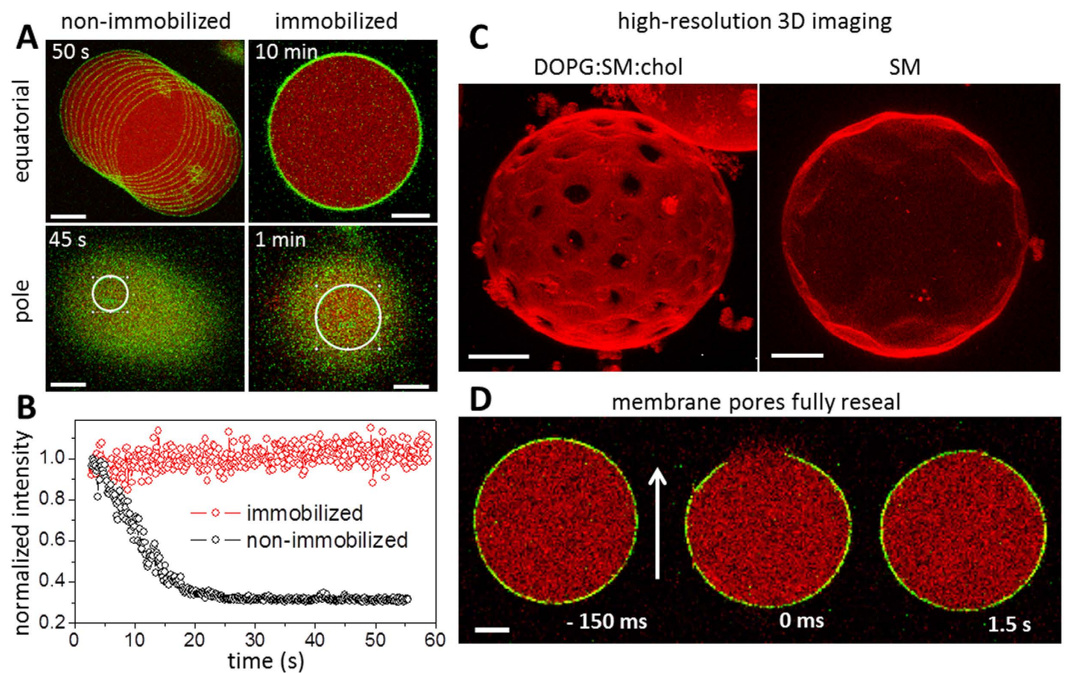 A
non-immobilized
immobilized
equatorial
50 s
10 min
pole
45 s
1 min
B
normalized intensity
1.0
0.8
0.6
0.4
0.2
immobilized
non-immobilized
0 10 20 30 40 50 60
time (s)
C
high-resolution 3D imaging
DOPG:SM:chol
SM
D
membrane pores fully reseal
- 150 ms
0 ms
1.5 s